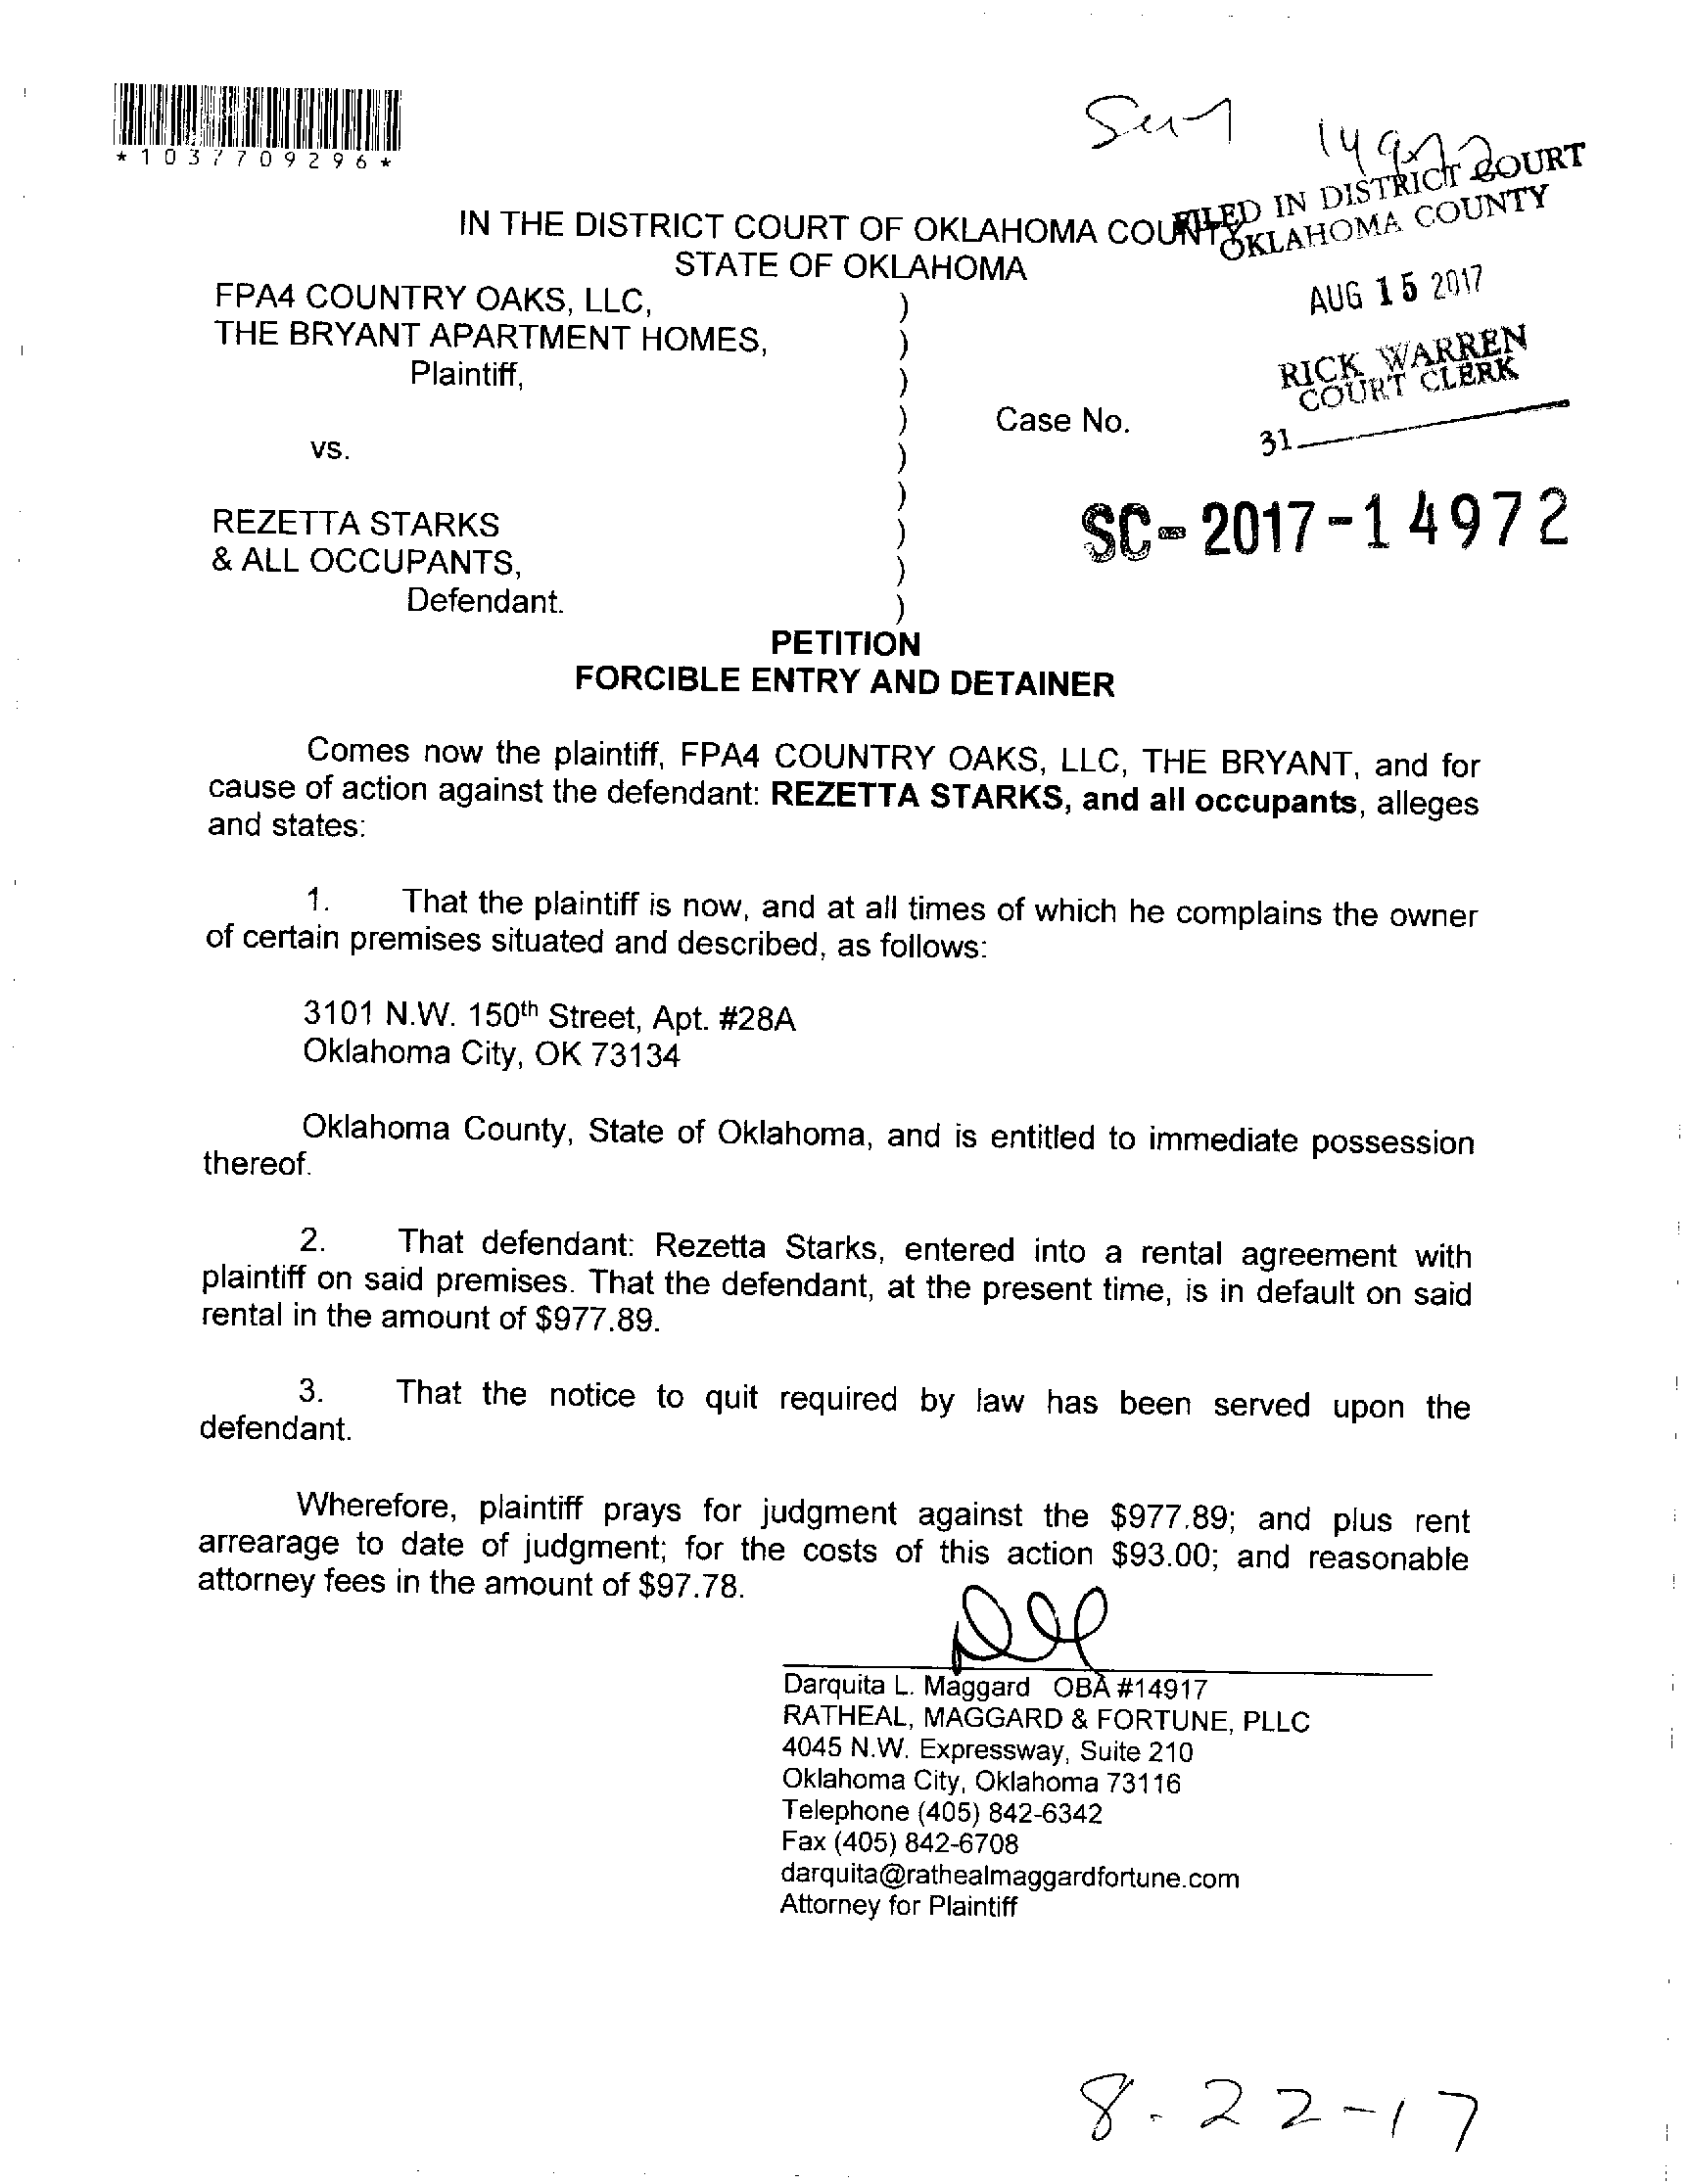 *1037709296*
14972
FILED IN DISTRICT COURT
OKLAHOMA COUNTY
IN THE DISTRICT COURT OF OKLAHOMA COUNTY
STATE OF OKLAHOMA
AUG 15 2017
FPA4 COUNTRY OAKS, LLC, )
THE BRYANT APARTMENT HOMES, )
Plaintiff, )
RICK WARREN
COURT CLERK
) Case No.
31
vs. )
)
SC-2017-14972
REZETTA STARKS )
& ALL OCCUPANTS, )
Defendant. )
PETITION
FORCIBLE ENTRY AND DETAINER
Comes now the plaintiff, FPA4 COUNTRY OAKS, LLC, THE BRYANT, and for
cause of action against the defendant: REZETTA STARKS, and all occupants, alleges
and states:
1. That the plaintiff is now, and at all times of which he complains the owner
of certain premises situated and described, as follows:
3101 N.W. 150th Street, Apt. #28A
Oklahoma City, OK 73134
Oklahoma County, State of Oklahoma, and is entitled to immediate possession
thereof.
2. That defendant: Rezetta Starks, entered into a rental agreement with
plaintiff on said premises. That the defendant, at the present time, is in default on said
rental in the amount of $977.89.
3. That the notice to quit required by law has been served upon the
defendant.
Wherefore, plaintiff prays for judgment against the $977.89; and plus rent
arrearage to date of judgment; for the costs of this action $93.00; and reasonable
attorney fees in the amount of $97.78.
Darquita L. Maggard OBA #14917
RATHEAL, MAGGARD & FORTUNE, PLLC
4045 N.W. Expressway, Suite 210
Oklahoma City, Oklahoma 73116
Telephone (405) 842-6342
Fax (405) 842-6708
darquita@rathealmaggardfortune.com
Attorney for Plaintiff
8-22-17